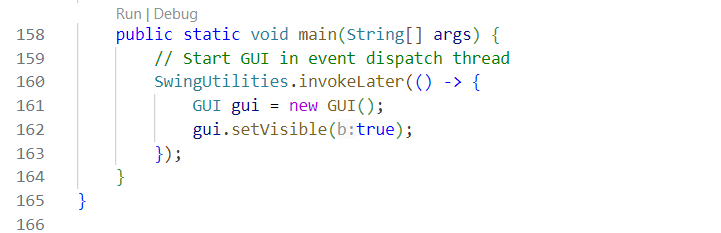 Run | Debug
158 public static void main(String[] args) {
159 // Start GUI in event dispatch thread
160 SwingUtilities.invokeLater(() -> {
161 GUI gui = new GUI();
162 gui.setVisible(b:true);
163 });
164 }
165 }
166